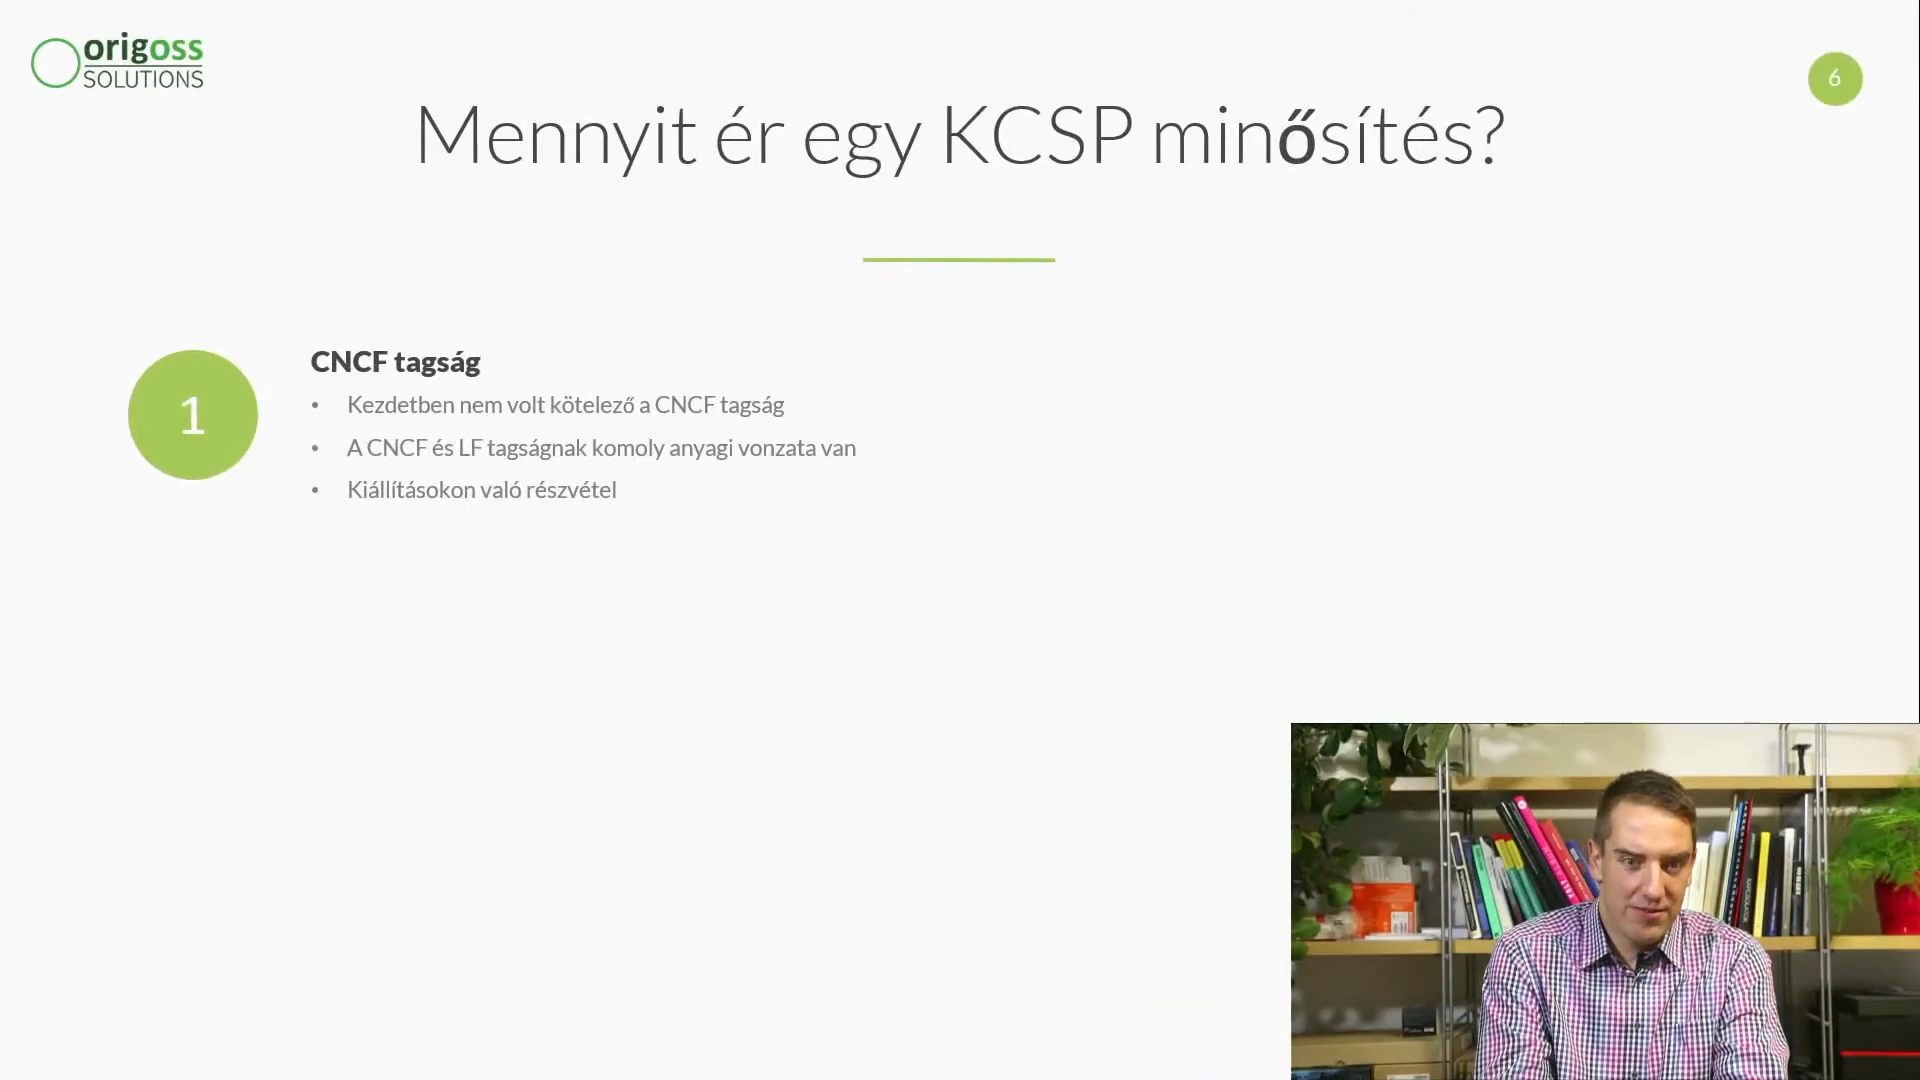 origoss
SOLUTIONS
6
Mennyit ér egy KCSP minősítés?
1
CNCF tagság
• Kezdetben nem volt kötelező a CNCF tagság
• A CNCF és LF tagságnak komoly anyagi vonzata van
• Kiállításokon való részvétel